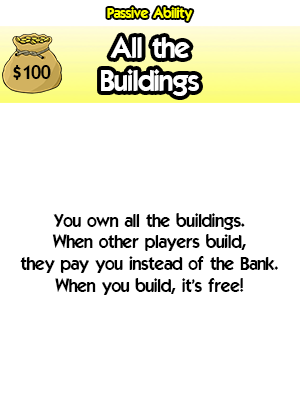 Passive Ability
All the
Buildings
$100
You own all the buildings.
When other players build,
they pay you instead of the Bank.
When you build, it's free!